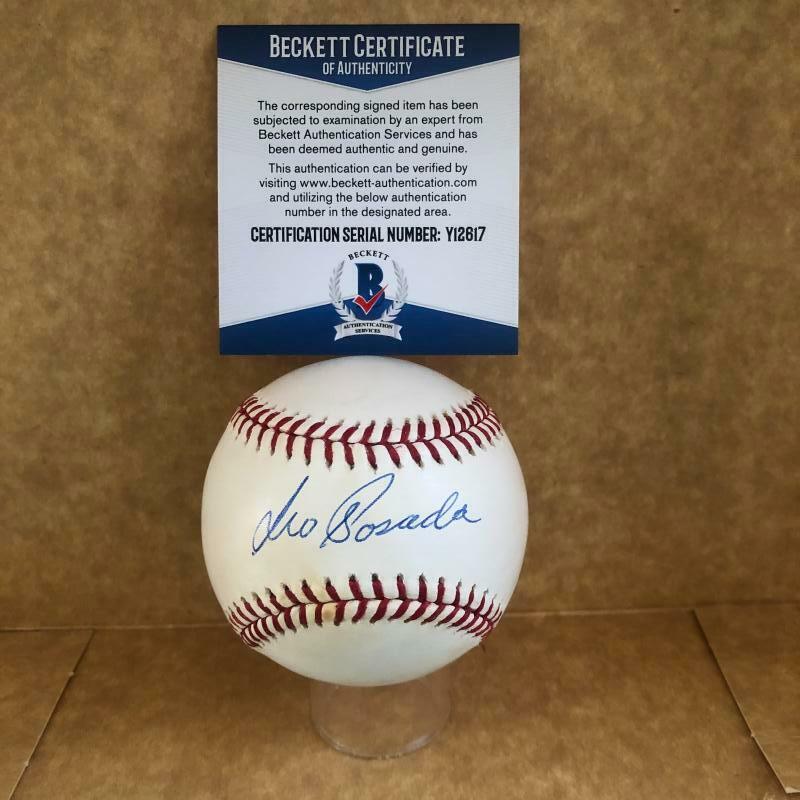 BECKETT CERTIFICATE
OF AUTHENTICITY
The corresponding signed item has been
subjected to examination by an expert from
Beckett Authentication Services and has
been deemed authentic and genuine.
This authentication can be verified by
visiting www.beckett-authentication.com
and utilizing the below authentication
number in the designated area.
CERTIFICATION SERIAL NUMBER: Y12617
BECKETT
B
AUTHENTICATION
SERVICES
Leo Posada